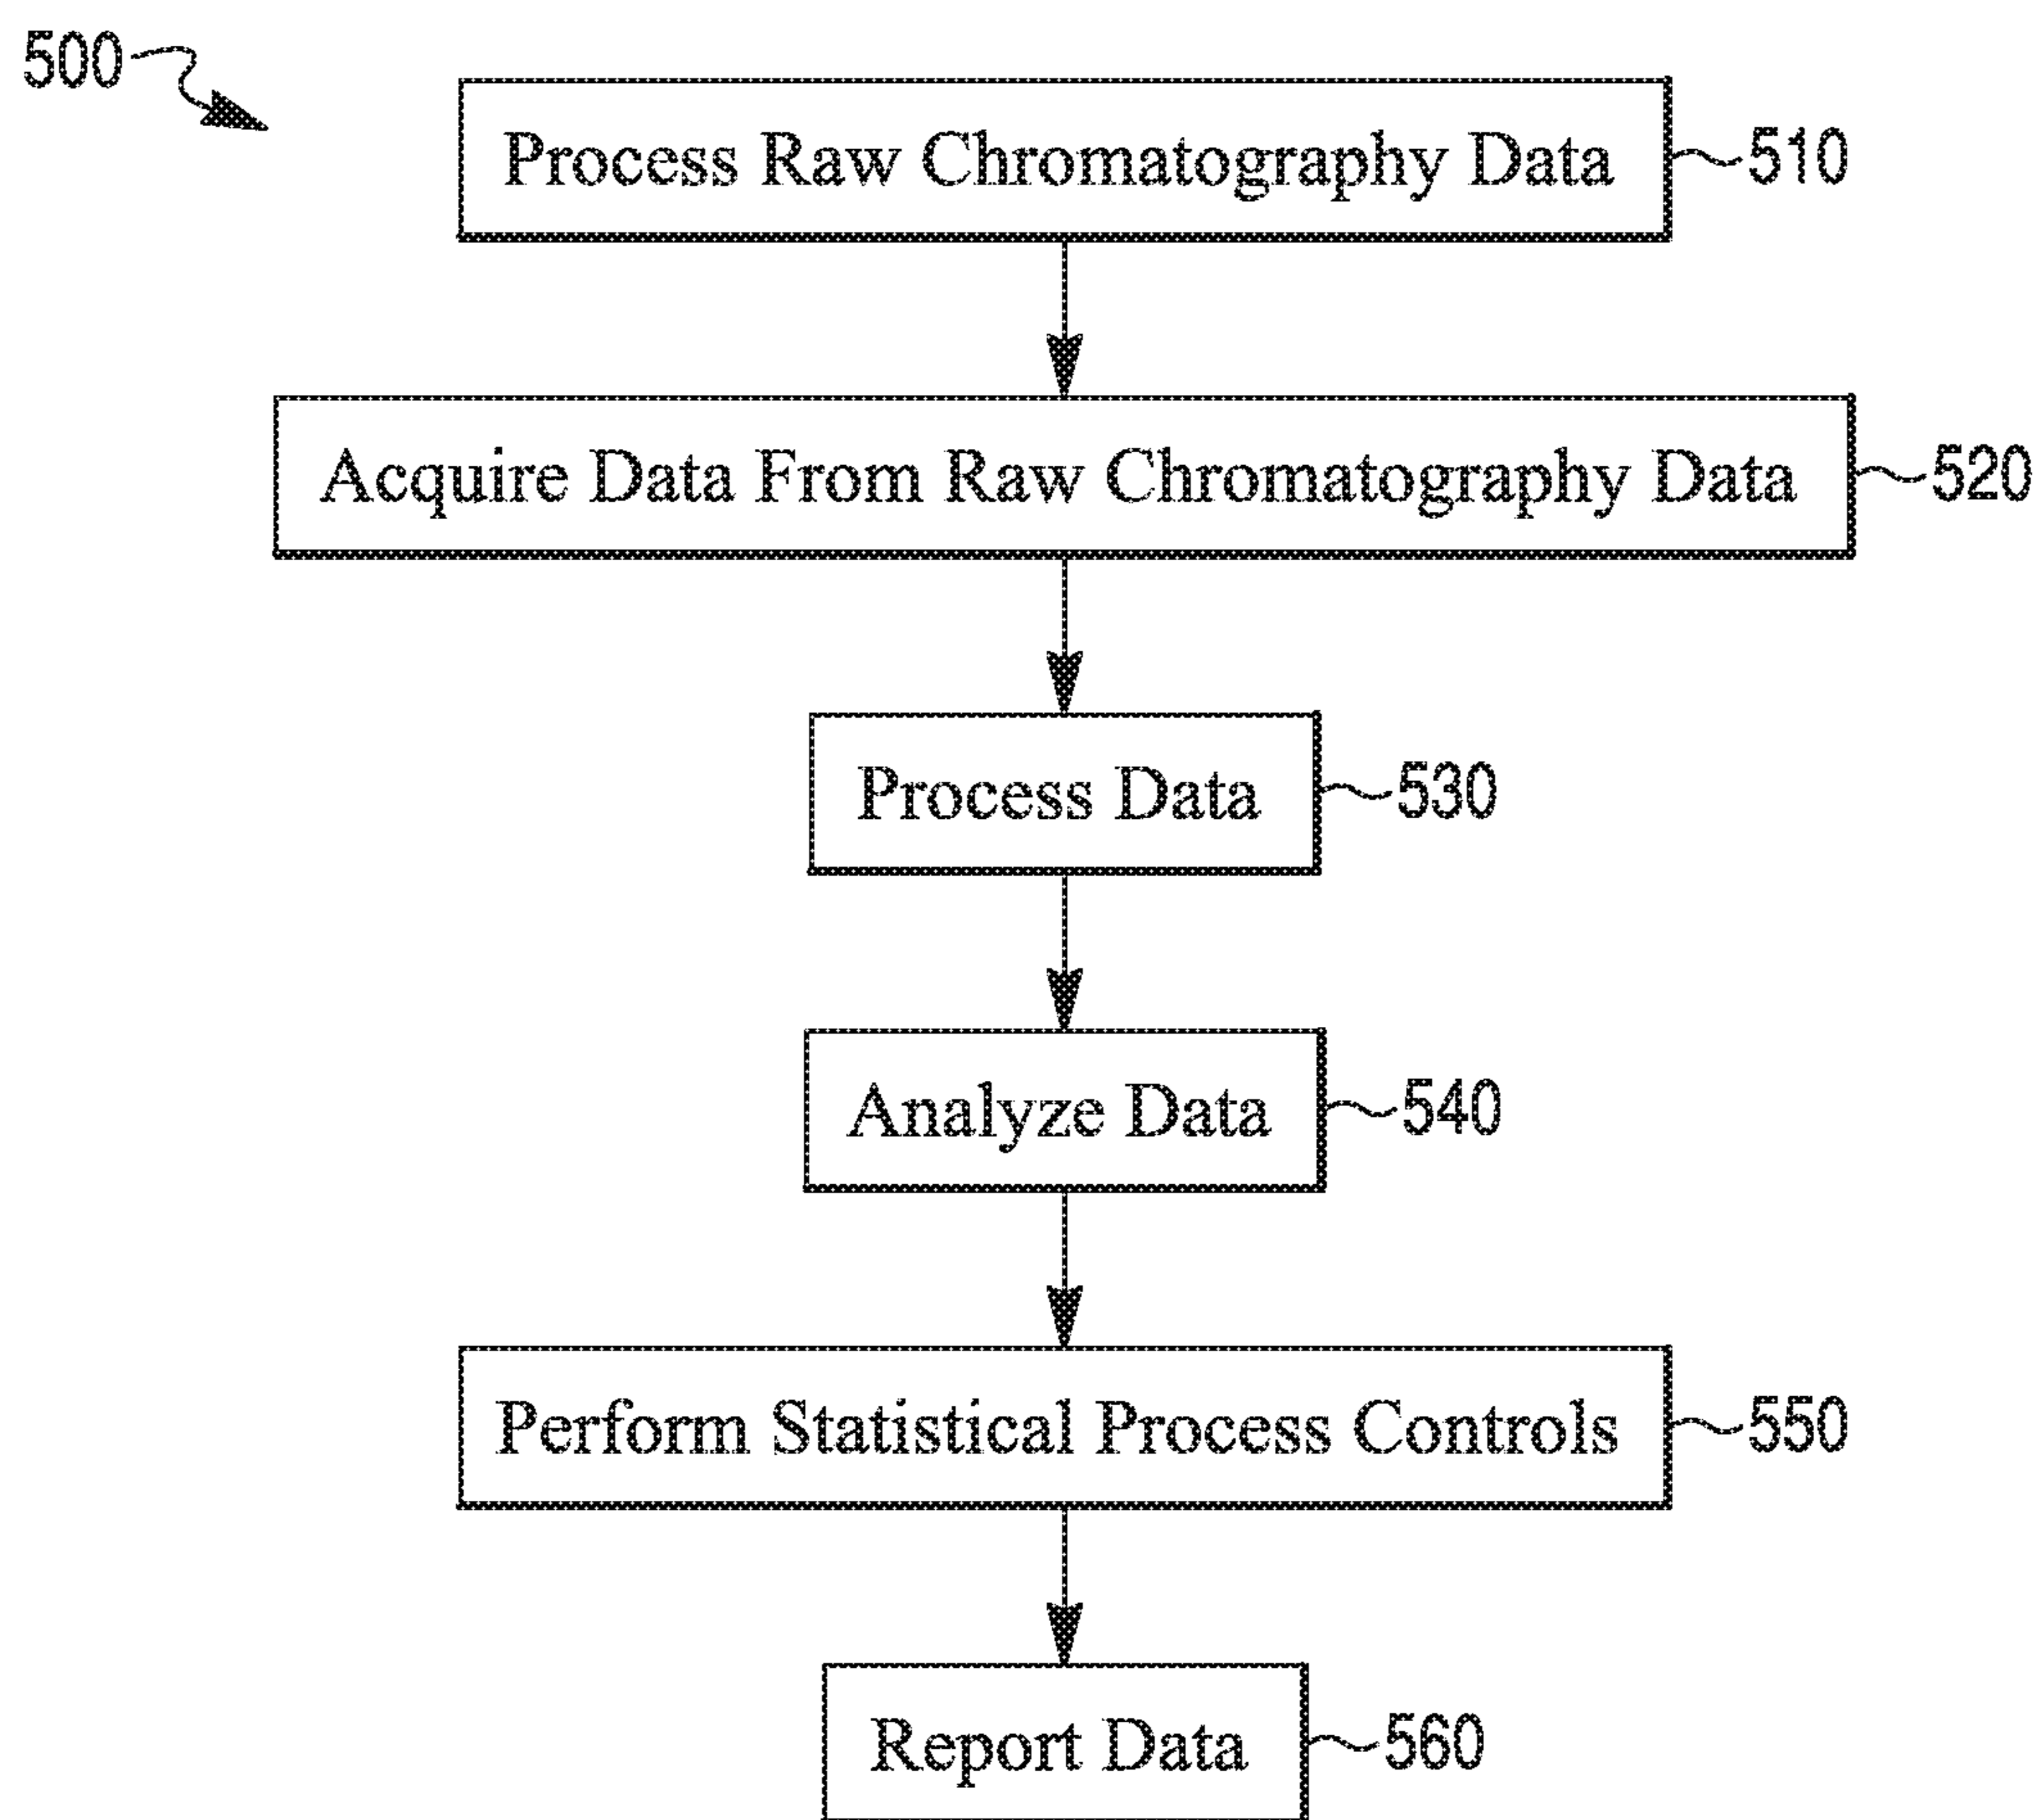 500
Process Raw Chromatography Data 510
Acquire Data From Raw Chromatography Data 520
Process Data 530
Analyze Data 540
Perform Statistical Process Controls 550
Report Data 560